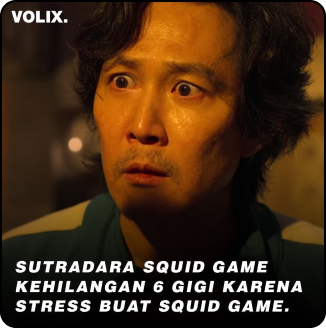 VOLIX.
SUTRADARA SQUID GAME
KEHILANGAN 6 GIGI KARENA
STRESS BUAT SQUID GAME.